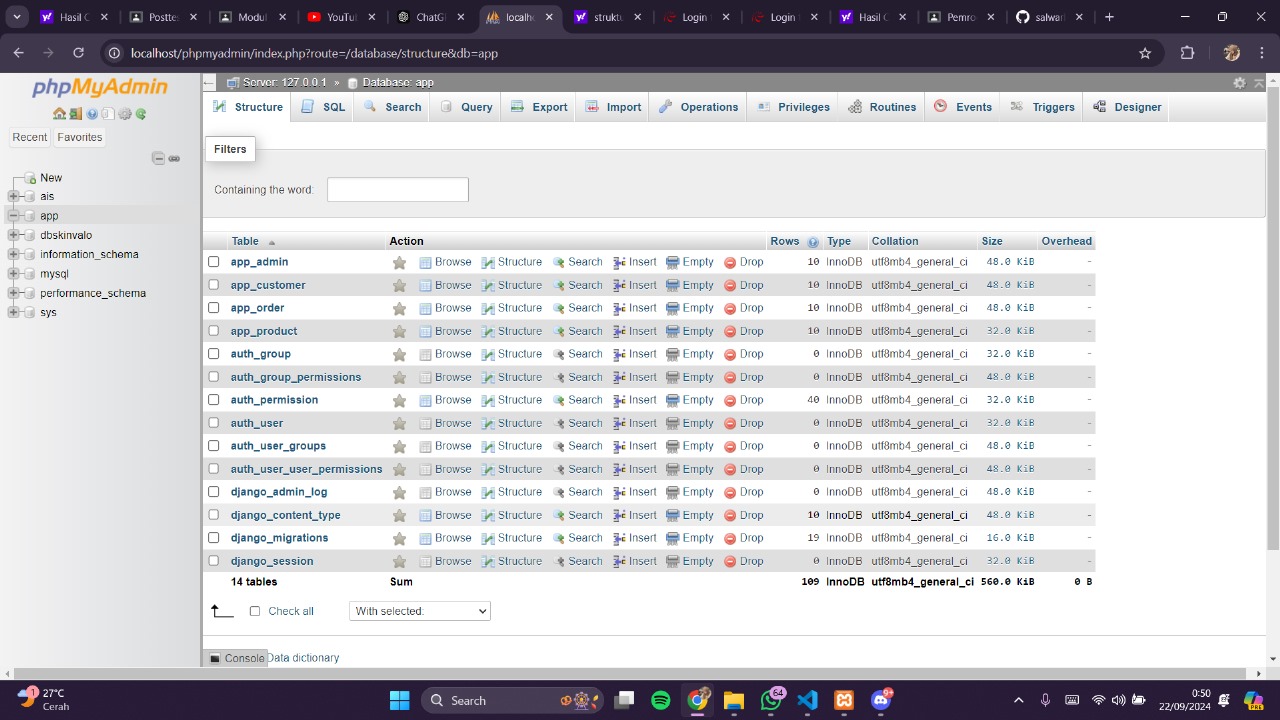 Hasil C
Posttes
Modul
YouTu
ChatGI
localho
struktu
Login
Login
Hasil C
Pemro
salwar
localhost/phpmyadmin/index.php?route=/database/structure&db=app
phpMyAdmin
Recent Favorites
New
ais
app
dbskinvalo
information_schema
mysql
performance_schema
sys
Server: 127.0.0.1 » Database: app
Structure SQL Search Query Export Import Operations Privileges Routines Events Triggers Designer
Filters
Containing the word:
Table Action Rows Type Collation Size Overhead
app_admin Browse Structure Search Insert Empty Drop 10 InnoDB utf8mb4_general_ci 48.0 KiB -
app_customer Browse Structure Search Insert Empty Drop 10 InnoDB utf8mb4_general_ci 48.0 KiB -
app_order Browse Structure Search Insert Empty Drop 10 InnoDB utf8mb4_general_ci 48.0 KiB -
app_product Browse Structure Search Insert Empty Drop 10 InnoDB utf8mb4_general_ci 32.0 KiB -
auth_group Browse Structure Search Insert Empty Drop 0 InnoDB utf8mb4_general_ci 32.0 KiB -
auth_group_permissions Browse Structure Search Insert Empty Drop 0 InnoDB utf8mb4_general_ci 48.0 KiB -
auth_permission Browse Structure Search Insert Empty Drop 40 InnoDB utf8mb4_general_ci 32.0 KiB -
auth_user Browse Structure Search Insert Empty Drop 0 InnoDB utf8mb4_general_ci 32.0 KiB -
auth_user_groups Browse Structure Search Insert Empty Drop 0 InnoDB utf8mb4_general_ci 48.0 KiB -
auth_user_user_permissions Browse Structure Search Insert Empty Drop 0 InnoDB utf8mb4_general_ci 48.0 KiB -
django_admin_log Browse Structure Search Insert Empty Drop 0 InnoDB utf8mb4_general_ci 48.0 KiB -
django_content_type Browse Structure Search Insert Empty Drop 10 InnoDB utf8mb4_general_ci 48.0 KiB -
django_migrations Browse Structure Search Insert Empty Drop 19 InnoDB utf8mb4_general_ci 16.0 KiB -
django_session Browse Structure Search Insert Empty Drop 0 InnoDB utf8mb4_general_ci 32.0 KiB -
14 tables Sum 109 InnoDB utf8mb4_general_ci 560.0 KiB 0 B
Check all With selected:
Console Data dictionary
1
27°C
Cerah
Search
64
9+
0:50
22/09/2024
PRE